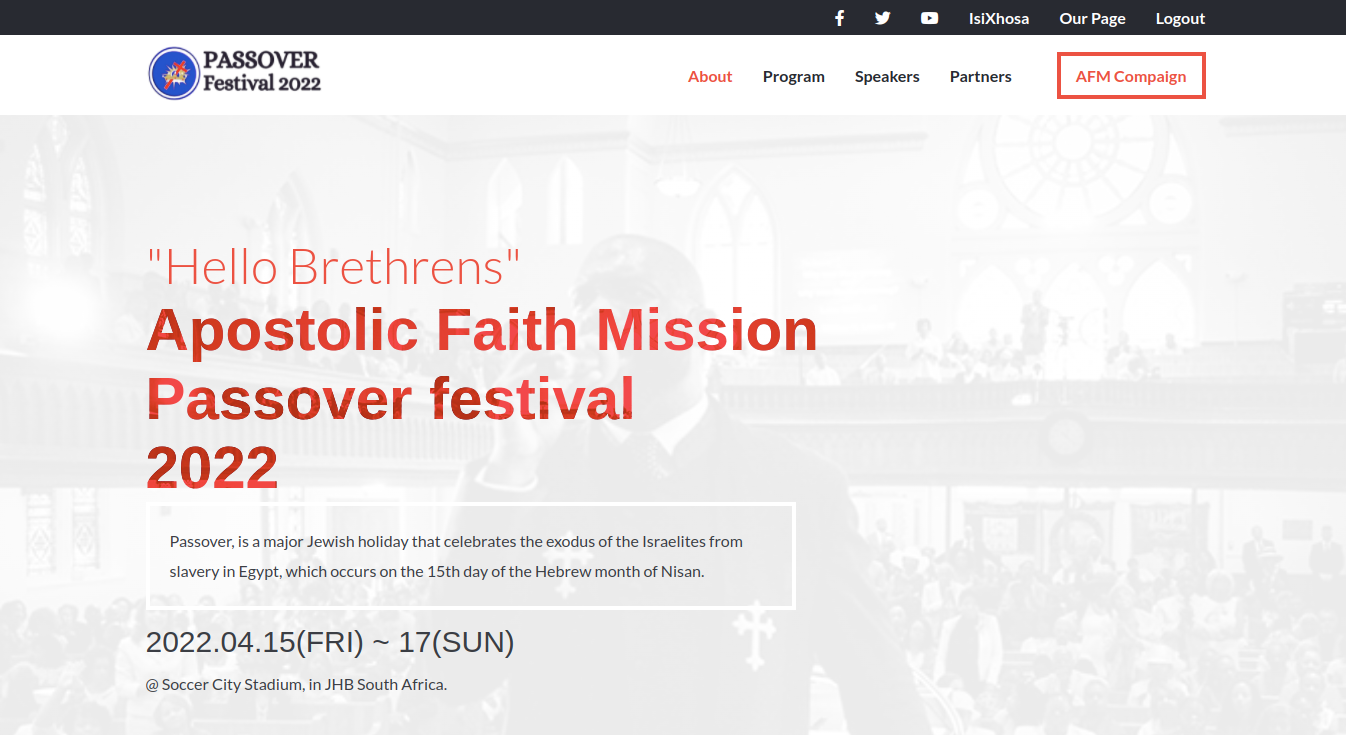 IsiXhosa Our Page Logout
PASSOVER
Festival 2022
About Program Speakers Partners AFM Compaign
"Hello Brethrens"
Apostolic Faith Mission
Passover festival
2022
Passover, is a major Jewish holiday that celebrates the exodus of the Israelites from
slavery in Egypt, which occurs on the 15th day of the Hebrew month of Nisan.
2022.04.15(FRI) ~ 17(SUN)
@ Soccer City Stadium, in JHB South Africa.